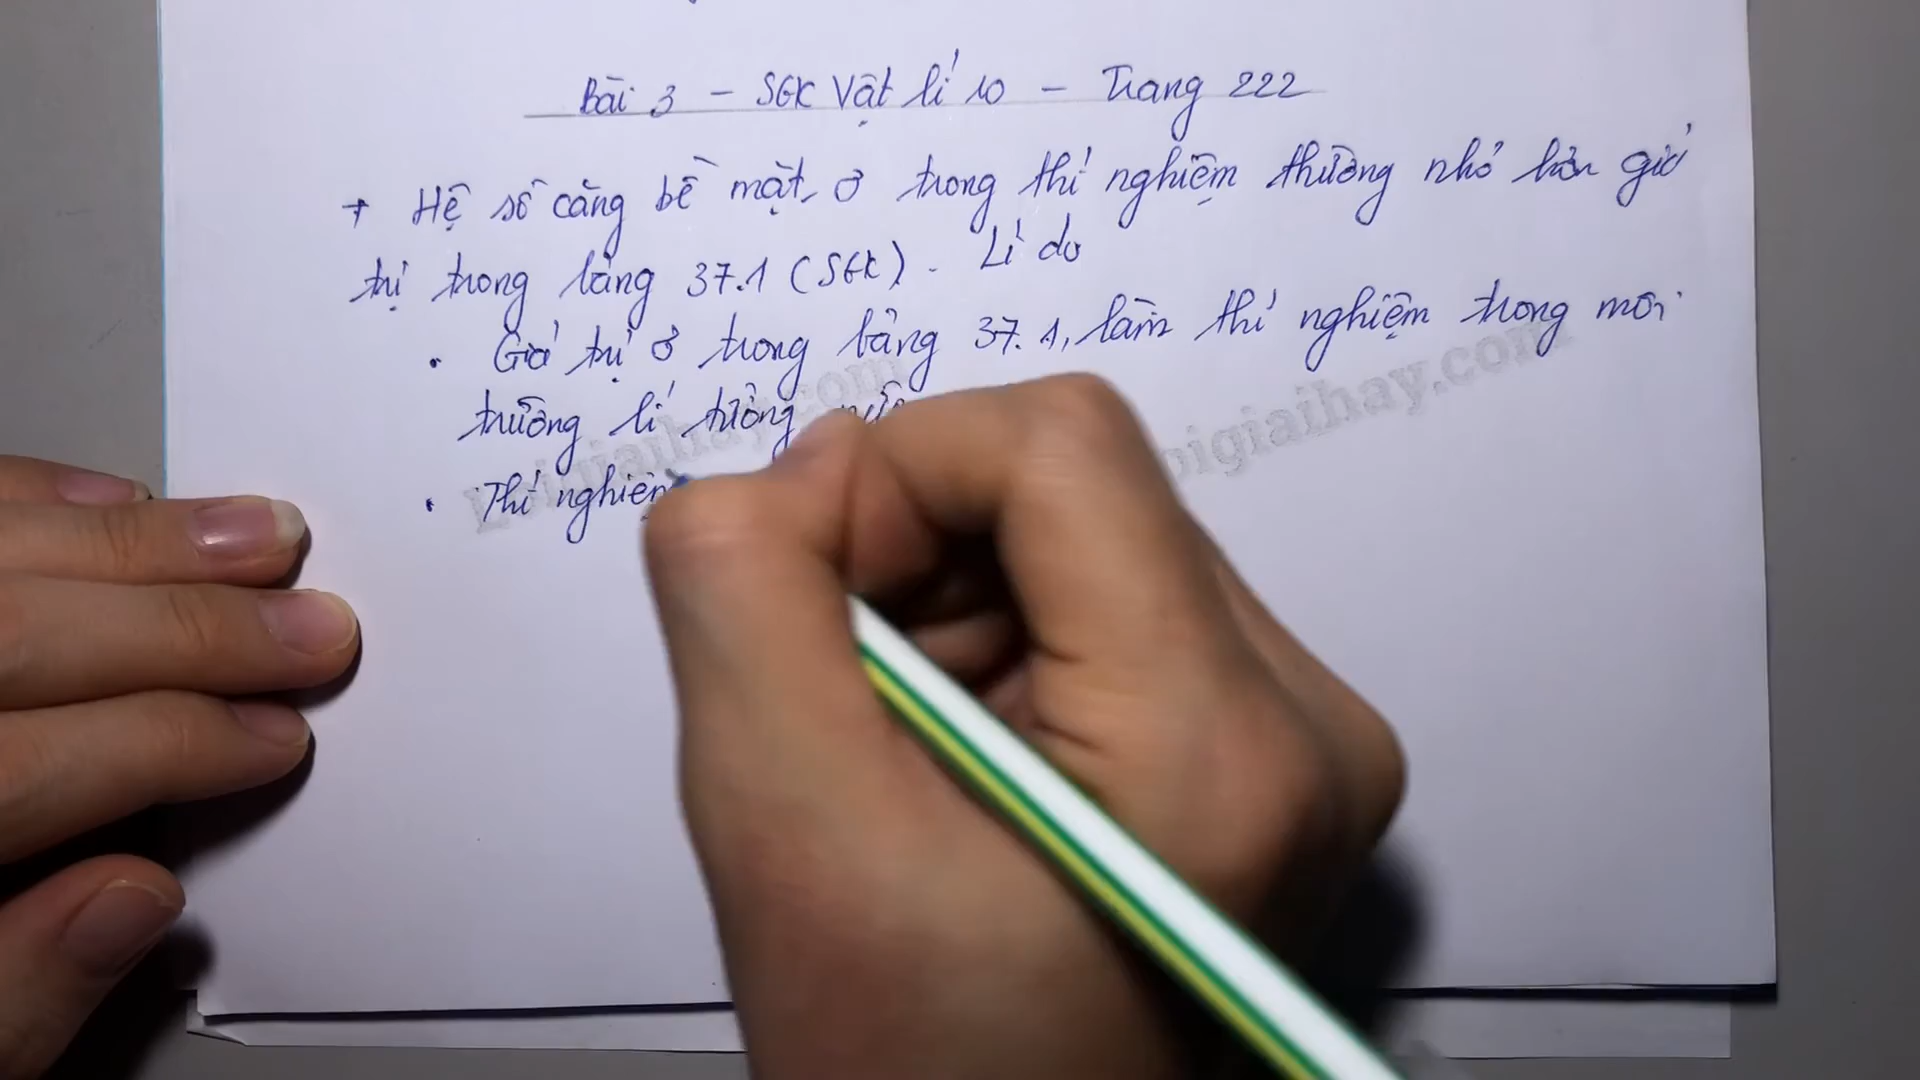 Bài 3 - SGK Vật lí 10 - Trang 222
+ Hệ số căng bề mặt σ trong thí nghiệm thường nhỏ hơn giá
trị trong bảng 37.1 (SGK). Lí do
• Giá trị σ trong bảng 37.1, làm thí nghiệm trong môi
trường lí tưởng
• Thí nghiệm